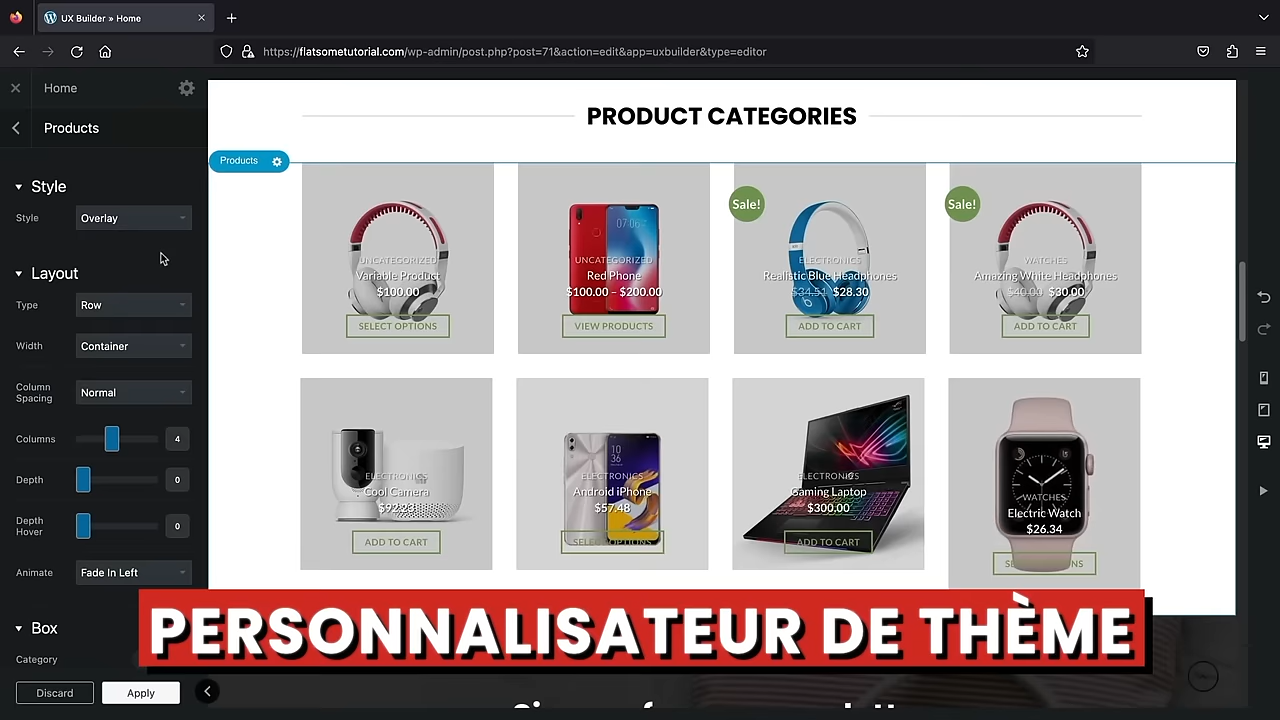 UX Builder » Home
https://flatsometutorial.com/wp-admin/post.php?post=71&action=edit&app=uxbuilder&type=editor
Home
Products
Style
Style Overlay
Layout
Type Row
Width Container
Column Spacing Normal
Columns 4
Depth 0
Depth Hover 0
Animate Fade In Left
Box
Category
Discard Apply
PRODUCT CATEGORIES
Products
UNCATEGORIZED
Variable Product
$100.00
SELECT OPTIONS
UNCATEGORIZED
Red Phone
$100.00 – $200.00
VIEW PRODUCTS
Sale!
ELECTRONICS
Realistic Blue Headphones
$34.51 $28.30
ADD TO CART
Sale!
WATCHES
Amazing White Headphones
$40.00 $30.00
ADD TO CART
ELECTRONICS
Cool Camera
$92.23
ADD TO CART
ELECTRONICS
Android iPhone
$57.48
SELECT OPTIONS
ELECTRONICS
Gaming Laptop
$300.00
ADD TO CART
WATCHES
Electric Watch
$26.34
PERSONNALISATEUR DE THÈME